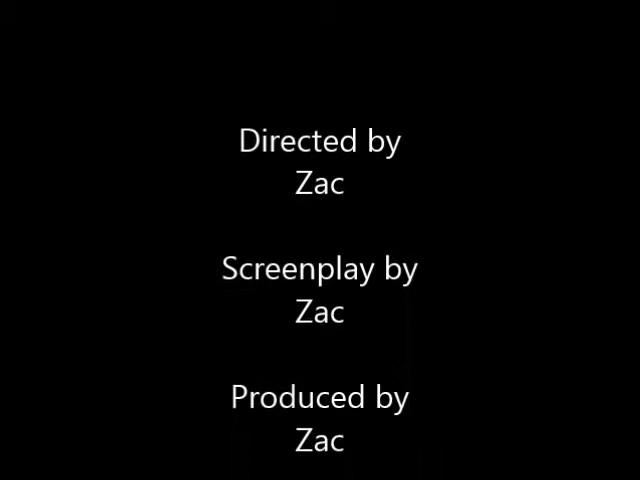 Directed by
Zac
Screenplay by
Zac
Produced by
Zac